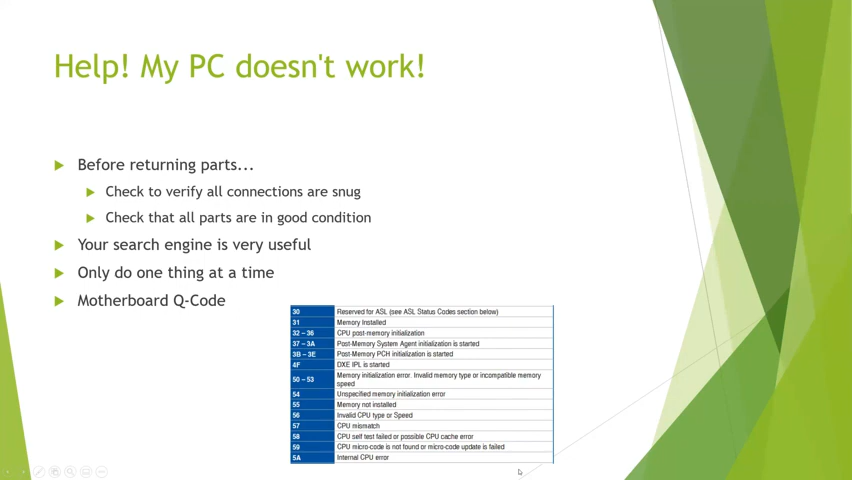 Help! My PC doesn't work!
Before returning parts...
Check to verify all connections are snug
Check that all parts are in good condition
Your search engine is very useful
Only do one thing at a time
Motherboard Q-Code
30 Reserved for ASL (see ASL Status Codes section below)
31 Memory Installed
32 – 36 CPU post-memory initialization
37 – 3A Post-Memory System Agent initialization is started
3B – 3E Post-Memory PCH initialization is started
4F DXE IPL is started
50 – 53 Memory initialization error. Invalid memory type or incompatible memory
speed
54 Unspecified memory initialization error
55 Memory not installed
56 Invalid CPU type or Speed
57 CPU mismatch
58 CPU self test failed or possible CPU cache error
59 CPU micro-code is not found or micro-code update is failed
5A Internal CPU error